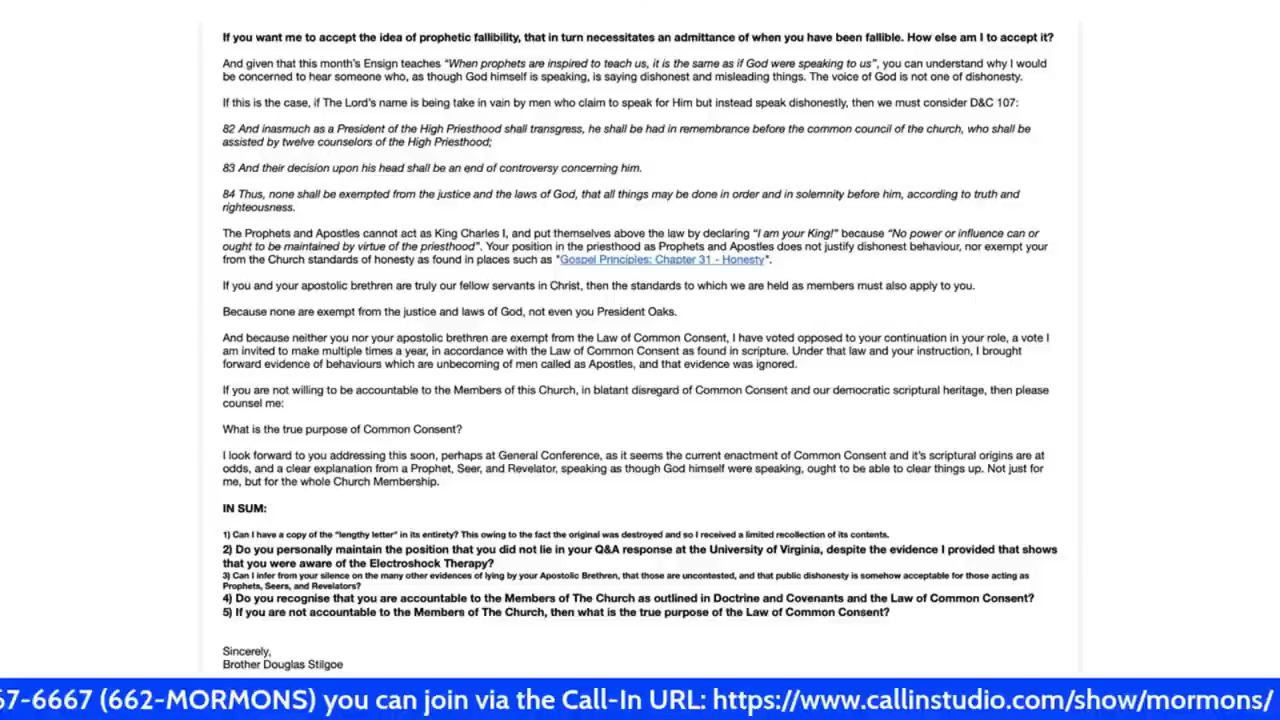 If you want me to accept the idea of prophetic fallibility, that in turn necessitates an admittance of when you have been fallible. How else am I to accept it?
And given that this month's Ensign teaches "When prophets are inspired to teach us, it is the same as if God were speaking to us", you can understand why I would
be concerned to hear someone who, as though God himself is speaking, is saying dishonest and misleading things. The voice of God is not one of dishonesty.
If this is the case, if The Lord's name is being take in vain by men who claim to speak for Him but instead speak dishonestly, then we must consider D&C 107:
82 And inasmuch as a President of the High Priesthood shall transgress, he shall be had in remembrance before the common council of the church, who shall be
assisted by twelve counselors of the High Priesthood;
83 And their decision upon his head shall be an end of controversy concerning him.
84 Thus, none shall be exempted from the justice and the laws of God, that all things may be done in order and in solemnity before him, according to truth and
righteousness.
The Prophets and Apostles cannot act as King Charles I, and put themselves above the law by declaring "I am your King!" because "No power or influence can or
ought to be maintained by virtue of the priesthood". Your position in the priesthood as Prophets and Apostles does not justify dishonest behaviour, nor exempt your
from the Church standards of honesty as found in places such as "Gospel Principles: Chapter 31 - Honesty".
If you and your apostolic brethren are truly our fellow servants in Christ, then the standards to which we are held as members must also apply to you.
Because none are exempt from the justice and laws of God, not even you President Oaks.
And because neither you nor your apostolic brethren are exempt from the Law of Common Consent, I have voted opposed to your continuation in your role, a vote I
am invited to make multiple times a year, in accordance with the Law of Common Consent as found in scripture. Under that law and your instruction, I brought
forward evidence of behaviours which are unbecoming of men called as Apostles, and that evidence was ignored.
If you are not willing to be accountable to the Members of this Church, in blatant disregard of Common Consent and our democratic scriptural heritage, then please
counsel me:
What is the true purpose of Common Consent?
I look forward to you addressing this soon, perhaps at General Conference, as it seems the current enactment of Common Consent and it's scriptural origins are at
odds, and a clear explanation from a Prophet, Seer, and Revelator, speaking as though God himself were speaking, ought to be able to clear things up. Not just for
me, but for the whole Church Membership.
IN SUM:
1) Can I have a copy of the "lengthy letter" in its entirety? This owing to the fact the original was destroyed and so I received a limited recollection of its contents.
2) Do you personally maintain the position that you did not lie in your Q&A response at the University of Virginia, despite the evidence I provided that shows
that you were aware of the Electroshock Therapy?
3) Can I infer from your silence on the many other evidences of lying by your Apostolic Brethren, that those are uncontested, and that public dishonesty is somehow acceptable for those acting as
Prophets, Seers, and Revelators?
4) Do you recognise that you are accountable to the Members of The Church as outlined in Doctrine and Covenants and the Law of Common Consent?
5) If you are not accountable to the Members of The Church, then what is the true purpose of the Law of Common Consent?
Sincerely,
Brother Douglas Stilgoe
67-6667 (662-MORMONS) you can join via the Call-In URL: https://www.callinstudio.com/show/mormons/